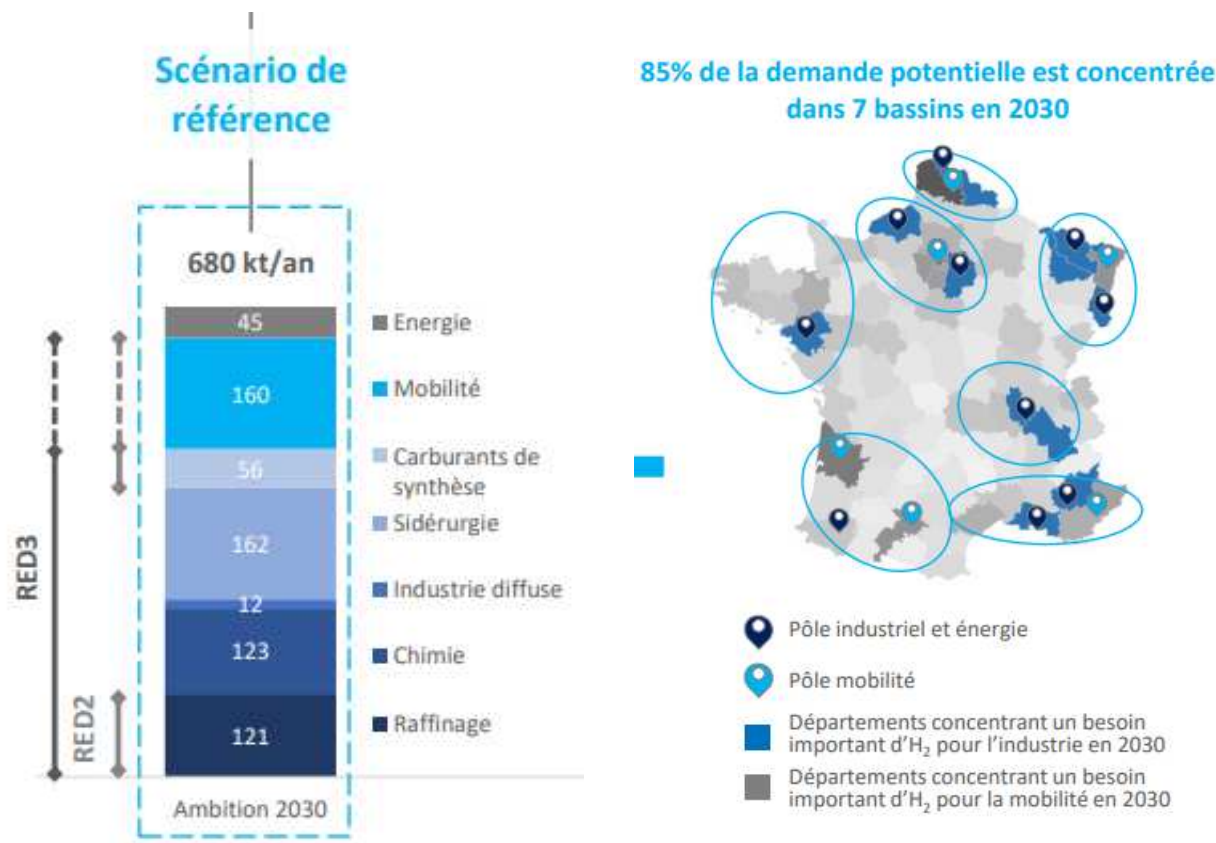 Scénario de
référence
680 kt/an
45
160
56
162
12
123
121
Energie
Mobilité
Carburants de
synthèse
Sidérurgie
Industrie diffuse
Chimie
Raffinage
RED3
RED2
Ambition 2030
85% de la demande potentielle est concentrée
dans 7 bassins en 2030
Pôle industriel et énergie
Pôle mobilité
Départements concentrant un besoin
important d'H₂ pour l'industrie en 2030
Départements concentrant un besoin
important d'H₂ pour la mobilité en 2030